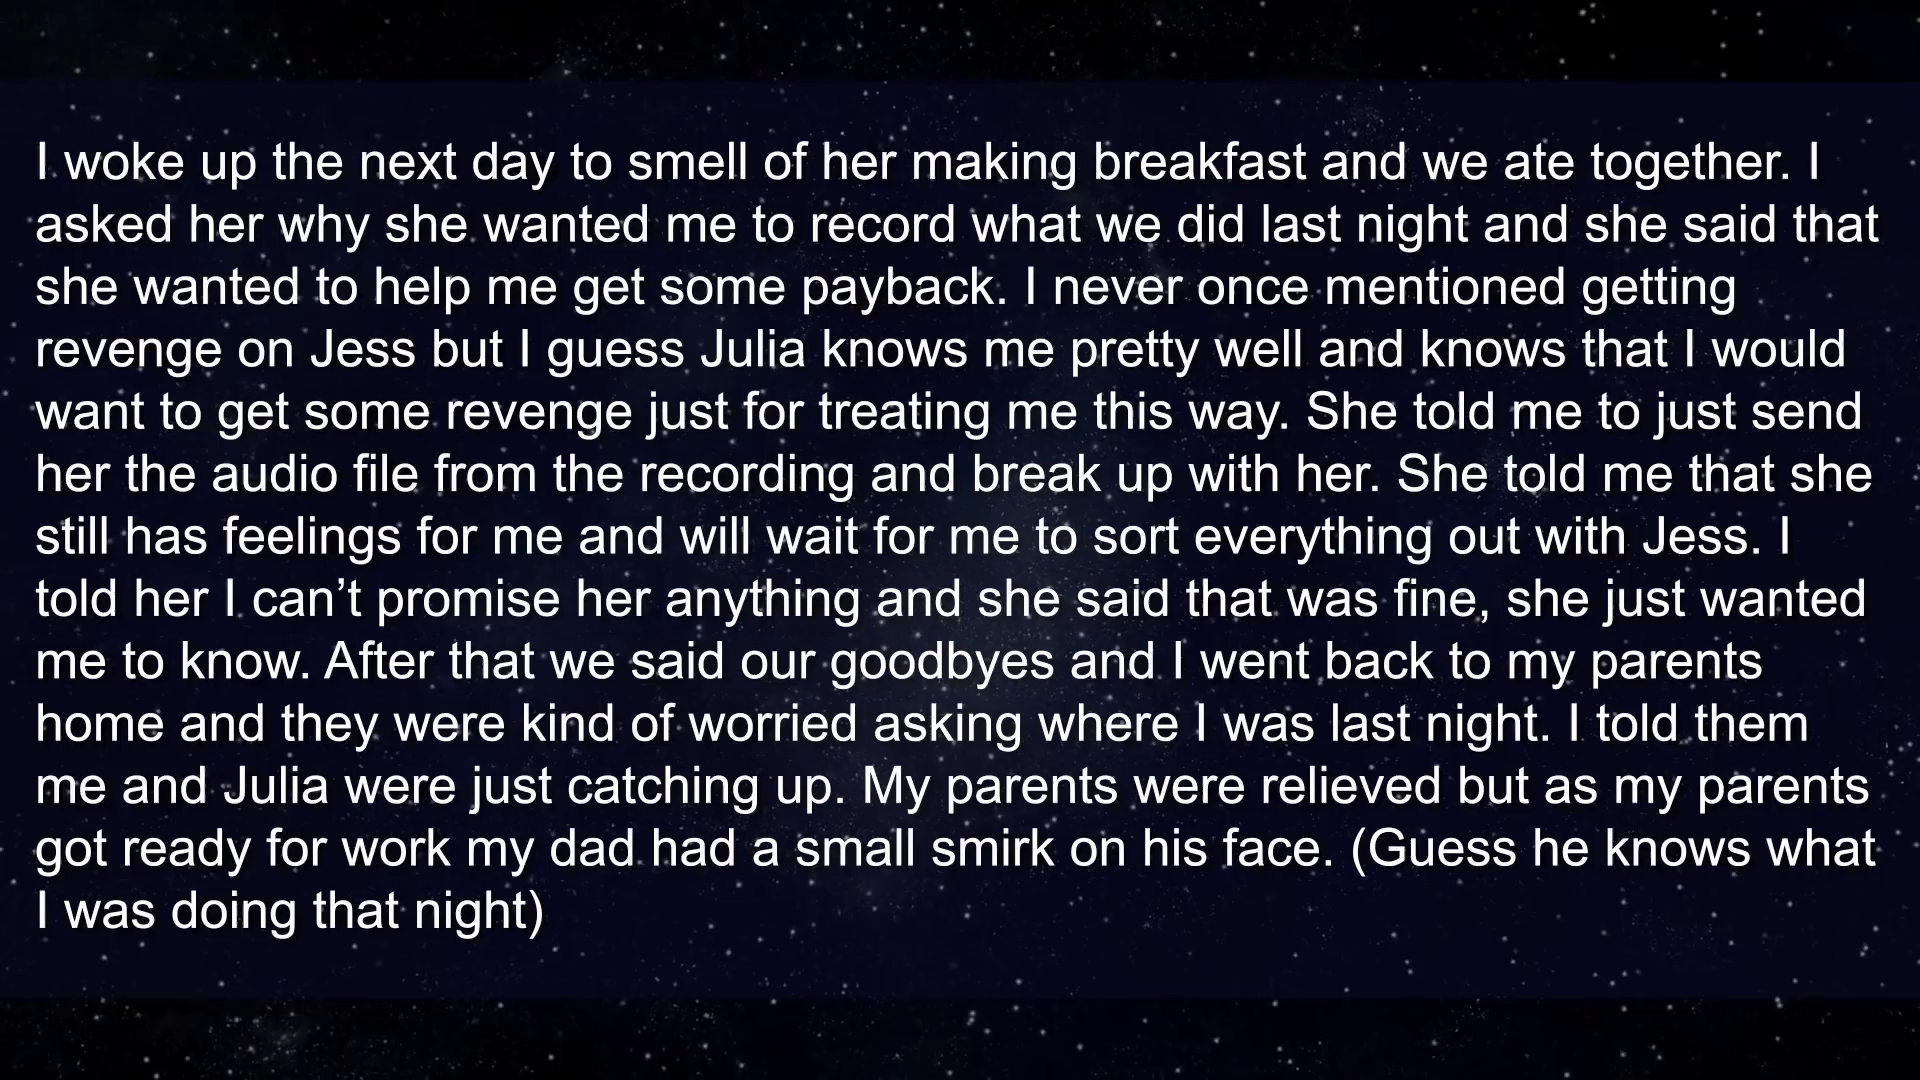 I woke up the next day to smell of her making breakfast and we ate together. I
asked her why she wanted me to record what we did last night and she said that
she wanted to help me get some payback. I never once mentioned getting
revenge on Jess but I guess Julia knows me pretty well and knows that I would
want to get some revenge just for treating me this way. She told me to just send
her the audio file from the recording and break up with her. She told me that she
still has feelings for me and will wait for me to sort everything out with Jess. I
told her I can’t promise her anything and she said that was fine, she just wanted
me to know. After that we said our goodbyes and I went back to my parents
home and they were kind of worried asking where I was last night. I told them
me and Julia were just catching up. My parents were relieved but as my parents
got ready for work my dad had a small smirk on his face. (Guess he knows what
I was doing that night)